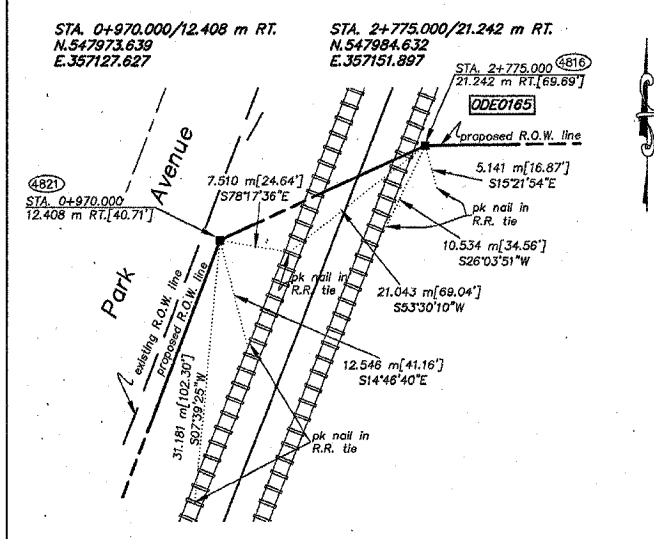 STA. 0+970.000/12.408 m RT.
N.547973.639
E.357127.627
STA. 2+775.000/21.242 m RT.
N.547984.632
E.357151.897
STA. 2+775.000 4816
21.242 m RT.[69.69']
ODE0165
proposed R.O.W. line
4821
STA. 0+970.000
12.408 m RT.[40.71']
Avenue
Park
7.510 m[24.64']
S78°17'36"E
5.141 m[16.87']
S15°21'54"E
pk nail in
R.R. tie
10.534 m[34.56']
S26°03'51"W
pk nail in
R.R. tie
21.043 m[69.04']
S53°30'10"W
existing R.O.W. line
proposed R.O.W. line
12.546 m[41.16']
S14°46'40"E
31.181 m[102.30']
S07°39'25"W
pk nail in
R.R. tie